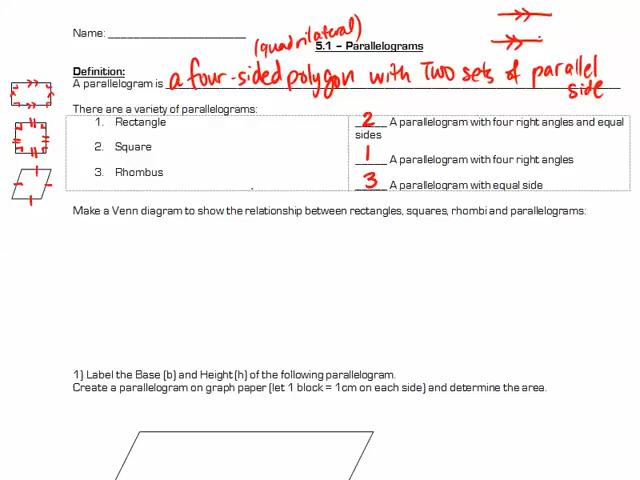 Name: ____________________
(quadrilateral)
5.1 – Parallelograms
Definition:
A parallelogram is a four-sided polygon with Two sets of parallel
side
There are a variety of parallelograms:
1. Rectangle
2. Square
3. Rhombus
2 A parallelogram with four right angles and equal
sides
1 A parallelogram with four right angles
3 A parallelogram with equal side
Make a Venn diagram to show the relationship between rectangles, squares, rhombi and parallelograms:
1) Label the Base (b) and Height (h) of the following parallelogram.
Create a parallelogram on graph paper (let 1 block = 1cm on each side) and determine the area.